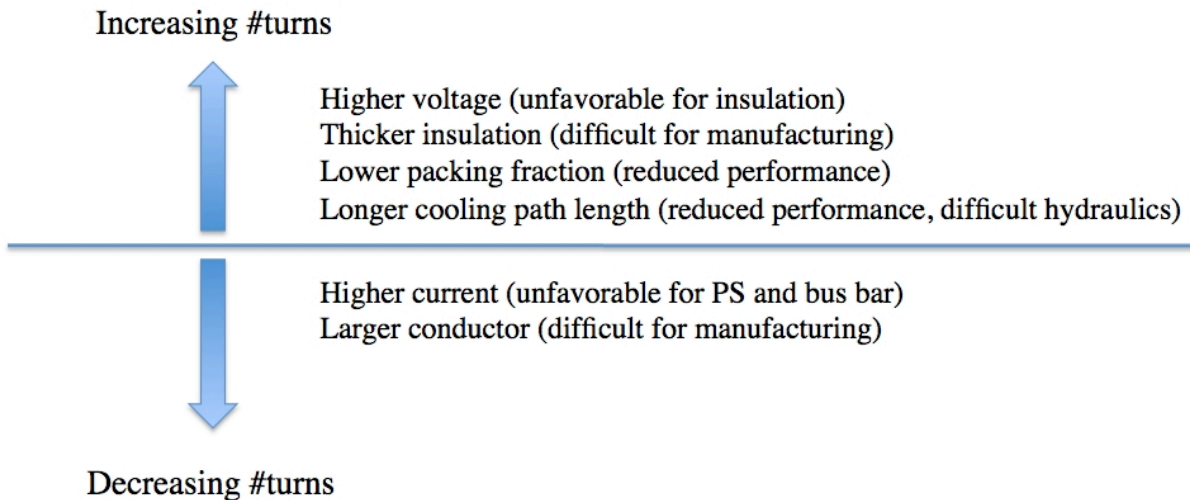 Increasing #turns
Higher voltage (unfavorable for insulation)
Thicker insulation (difficult for manufacturing)
Lower packing fraction (reduced performance)
Longer cooling path length (reduced performance, difficult hydraulics)
Higher current (unfavorable for PS and bus bar)
Larger conductor (difficult for manufacturing)
Decreasing #turns